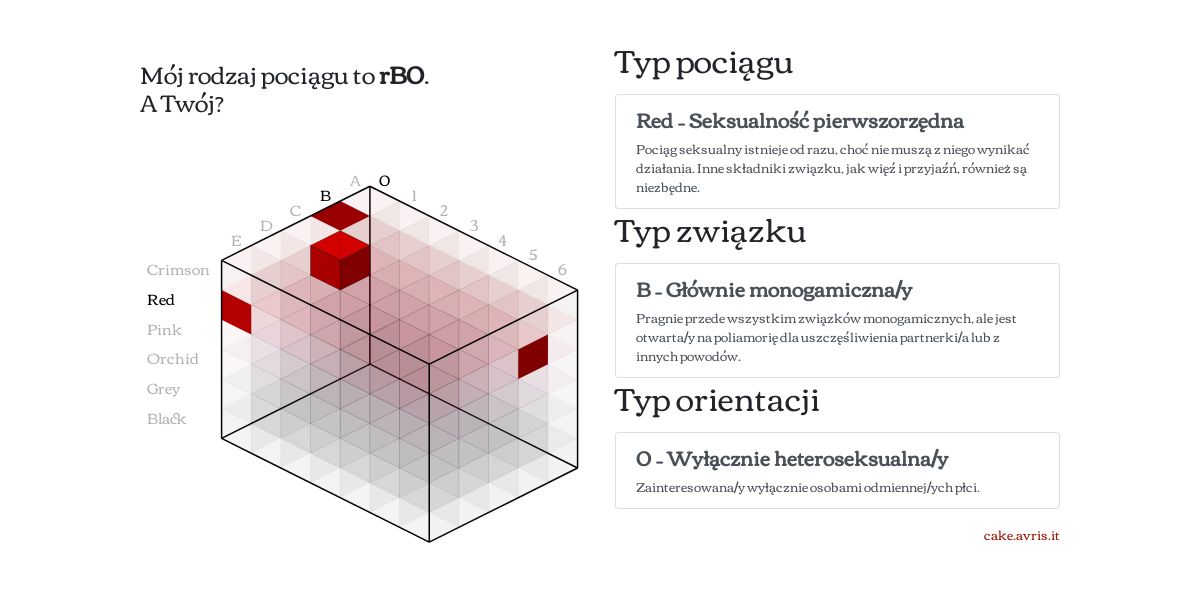 Mój rodzaj pociągu to rBO.
A Twój?
A O
B 1
C 2
D 3
E 4
5
6
Crimson
Red
Pink
Orchid
Grey
Black
Typ pociągu
Red – Seksualność pierwszorzędna
Pociąg seksualny istnieje od razu, choć nie muszą z niego wynikać
działania. Inne składniki związku, jak więź i przyjaźń, również są
niezbędne.
Typ związku
B – Głównie monogamiczna/y
Pragnie przede wszystkim związków monogamicznych, ale jest
otwarta/y na poliamorię dla uszczęśliwienia partnerki/a lub z
innych powodów.
Typ orientacji
O – Wyłącznie heteroseksualna/y
Zainteresowana/y wyłącznie osobami odmiennej/ych płci.
cake.avris.it